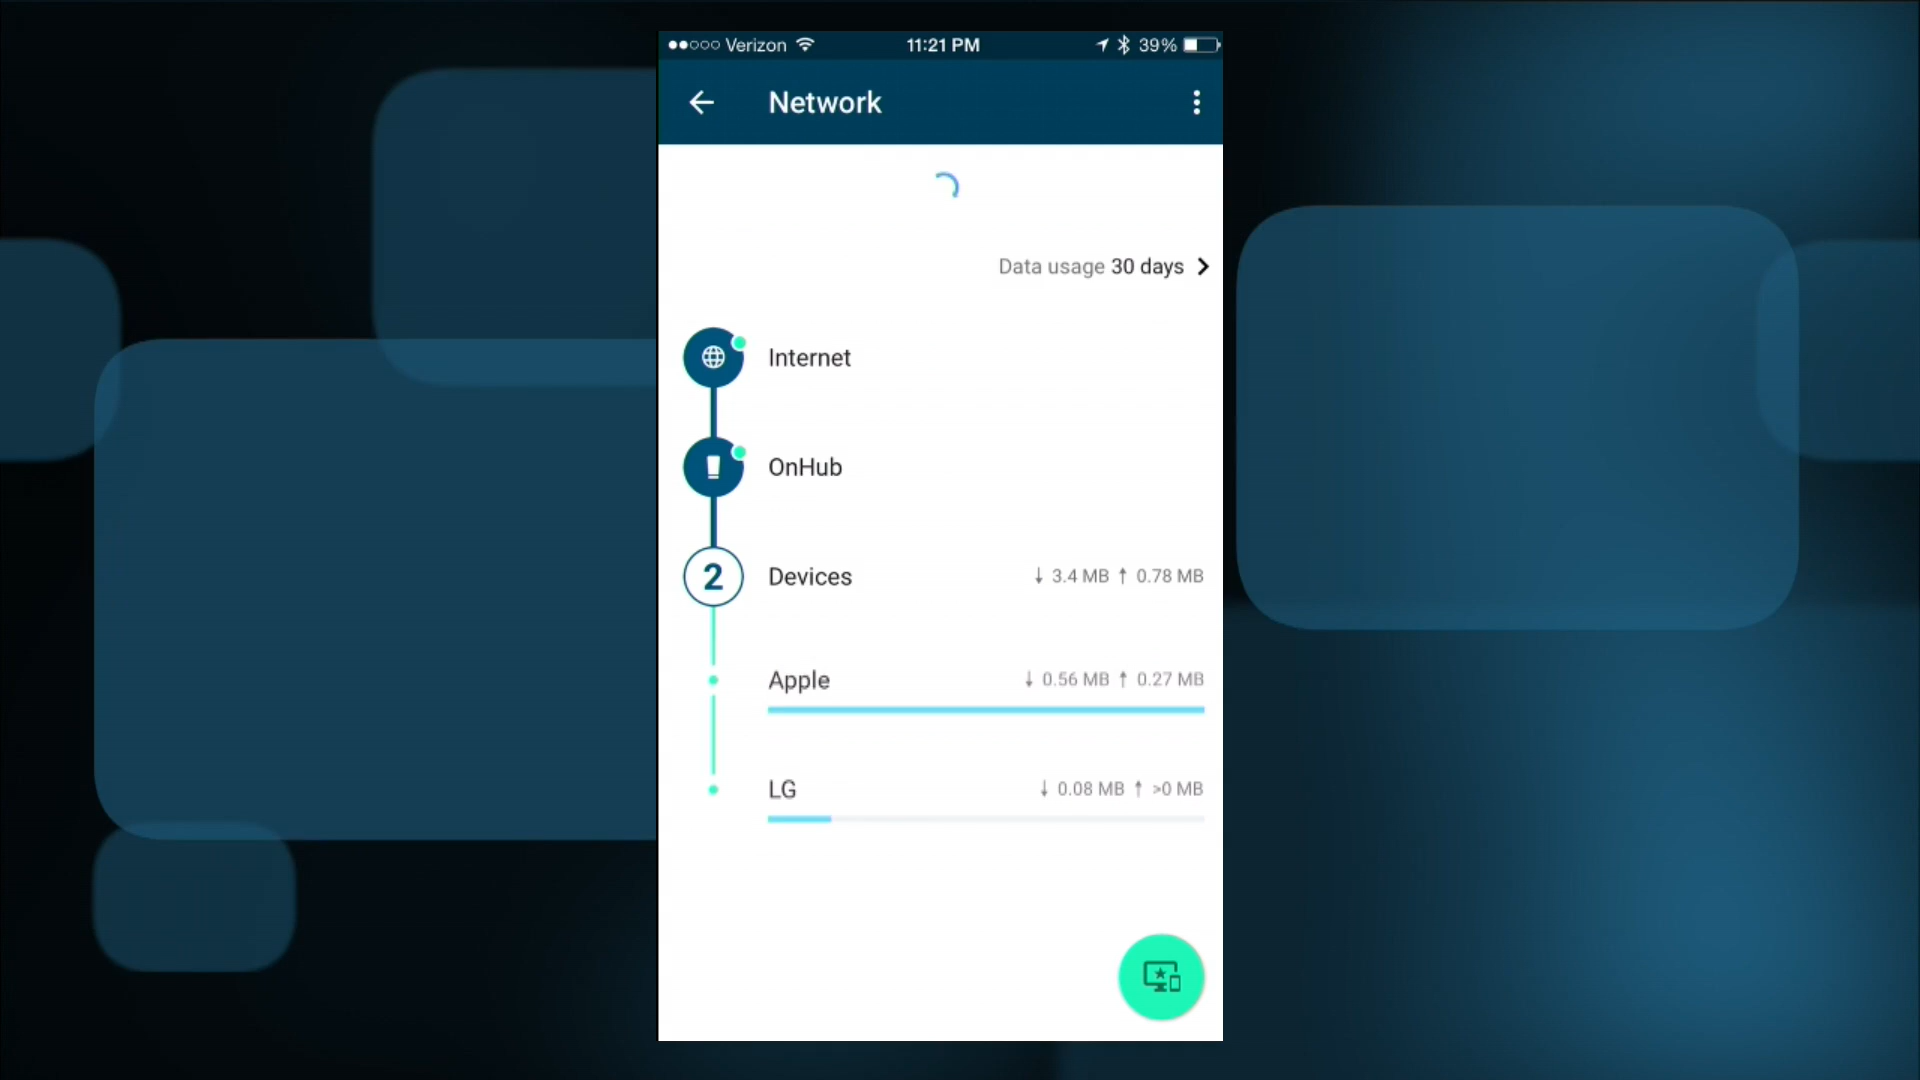 Verizon 11:21 PM 39%
Network
Data usage 30 days
Internet
OnHub
2 Devices ↓ 3.4 MB ↑ 0.78 MB
Apple ↓ 0.56 MB ↑ 0.27 MB
LG ↓ 0.08 MB ↑ >0 MB